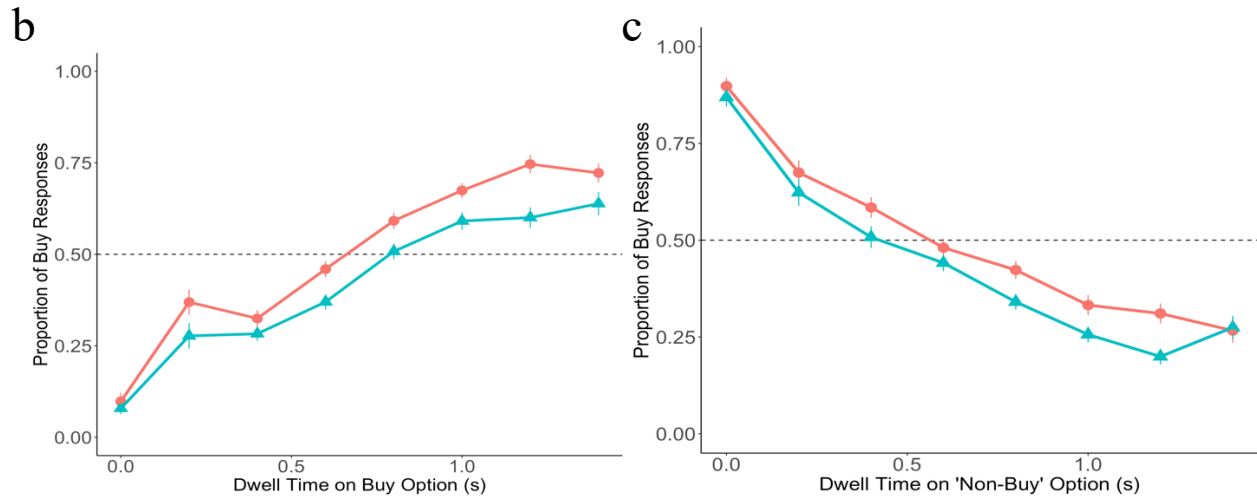 b
Proportion of Buy Responses
1.00
0.75
0.50
0.25
0.00
0.0 0.5 1.0
Dwell Time on Buy Option (s)
c
Proportion of Buy Responses
1.00
0.75
0.50
0.25
0.00
0.0 0.5 1.0
Dwell Time on 'Non-Buy' Option (s)